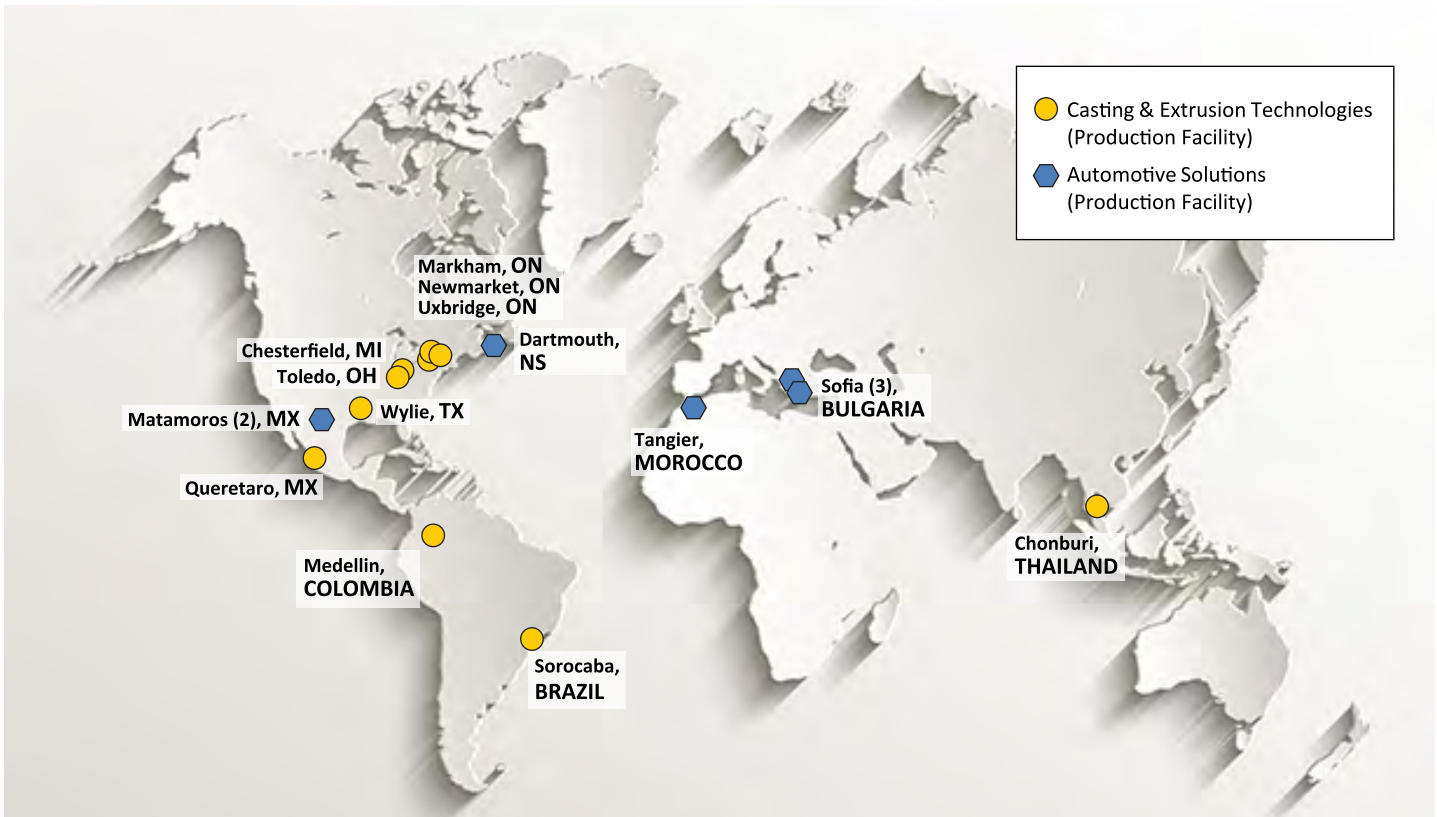 Casting & Extrusion Technologies
(Production Facility)
Automotive Solutions
(Production Facility)
Markham, ON
Newmarket, ON
Uxbridge, ON
Dartmouth,
NS
Chesterfield, MI
Toledo, OH
Wylie, TX
Matamoros (2), MX
Queretaro, MX
Sofia (3),
BULGARIA
Tangier,
MOROCCO
Medellin,
COLOMBIA
Chonburi,
THAILAND
Sorocaba,
BRAZIL